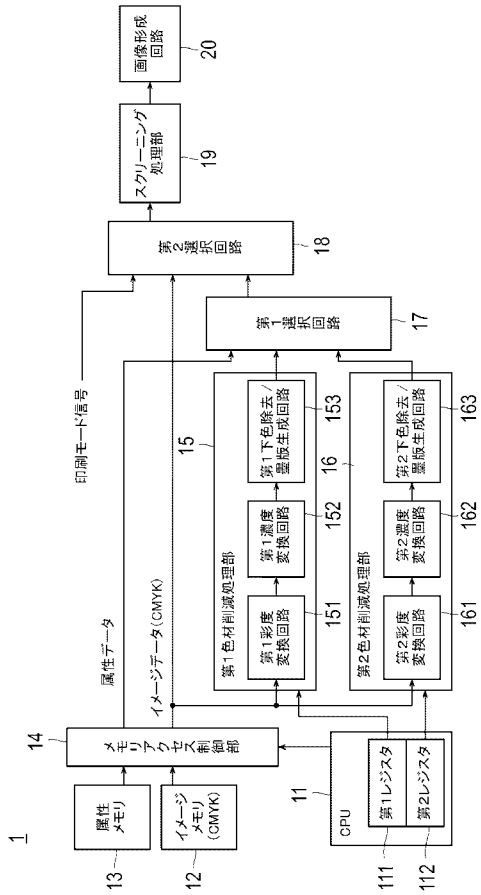 1
13
属性
メモリ
12
イメージ
メモリ
(CMYK)
14
メモリアクセス制御部
属性データ
イメージデータ(CMYK)
印刷モード信号
11
CPU
111
第1レジスタ
112
第2レジスタ
15
第1色材削減処理部
151
第1彩度
変換回路
152
第1濃度
変換回路
153
第1下色除去/
墨版生成回路
16
第2色材削減処理部
161
第2彩度
変換回路
162
第2濃度
変換回路
163
第2下色除去/
墨版生成回路
17
第1選択回路
18
第2選択回路
19
スクリーニング
処理部
20
画像形成
回路